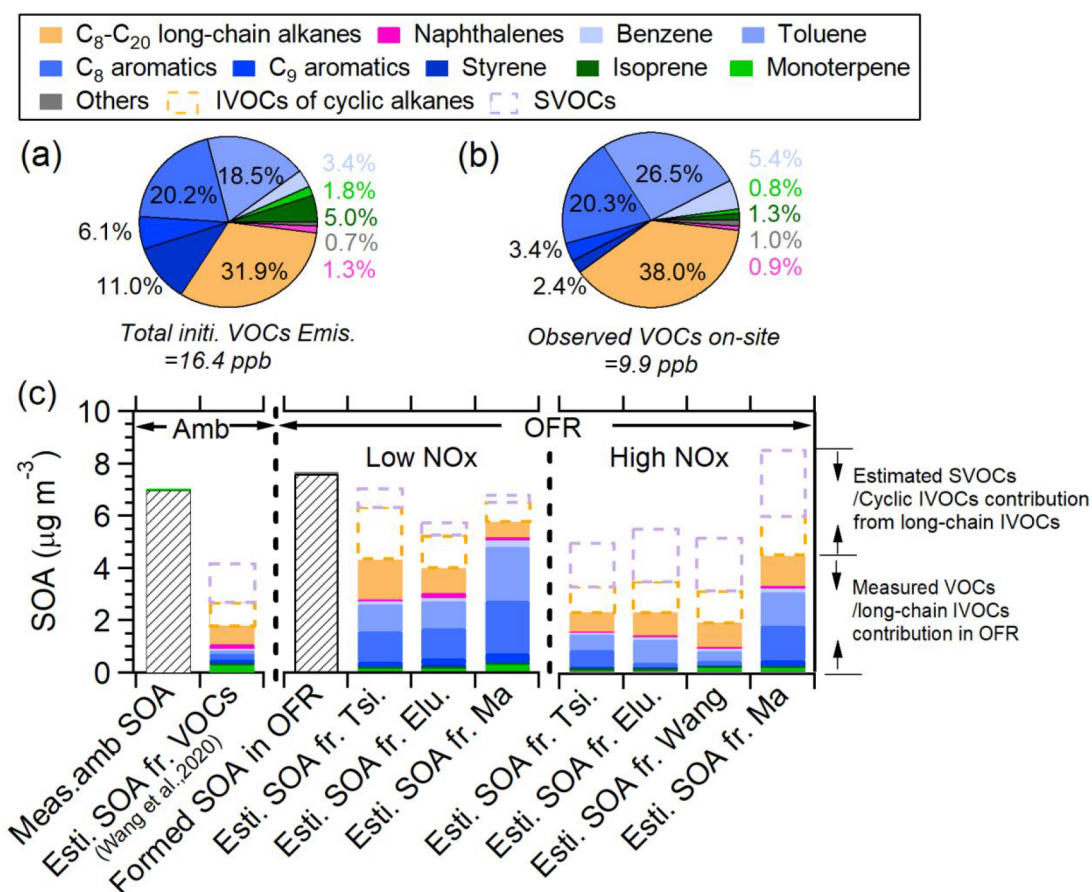 C8-C20 long-chain alkanes Naphthalenes Benzene Toluene
C8 aromatics C9 aromatics Styrene Isoprene Monoterpene
Others IVOCs of cyclic alkanes SVOCs
(a)
18.5%
20.2%
6.1%
11.0%
31.9%
3.4%
1.8%
5.0%
0.7%
1.3%
Total initi. VOCs Emis.
=16.4 ppb
(b)
26.5%
20.3%
3.4%
2.4%
38.0%
5.4%
0.8%
1.3%
1.0%
0.9%
Observed VOCs on-site
=9.9 ppb
(c)
SOA (μg m-3)
10
8
6
4
2
0
Amb
OFR
Low NOx
High NOx
Estimated SVOCs
/Cyclic IVOCs contribution
from long-chain IVOCs
Measured VOCs
/long-chain IVOCs
contribution in OFR
Meas.amb SOA
Esti. SOA fr. VOCs
(Wang et al.,2020)
Formed SOA in OFR
Esti. SOA fr. Tsi.
Esti. SOA fr. Elu.
Esti. SOA fr. Ma
Esti. SOA fr. Tsi.
Esti. SOA fr. Elu.
Esti. SOA fr. Wang
Esti. SOA fr. Ma